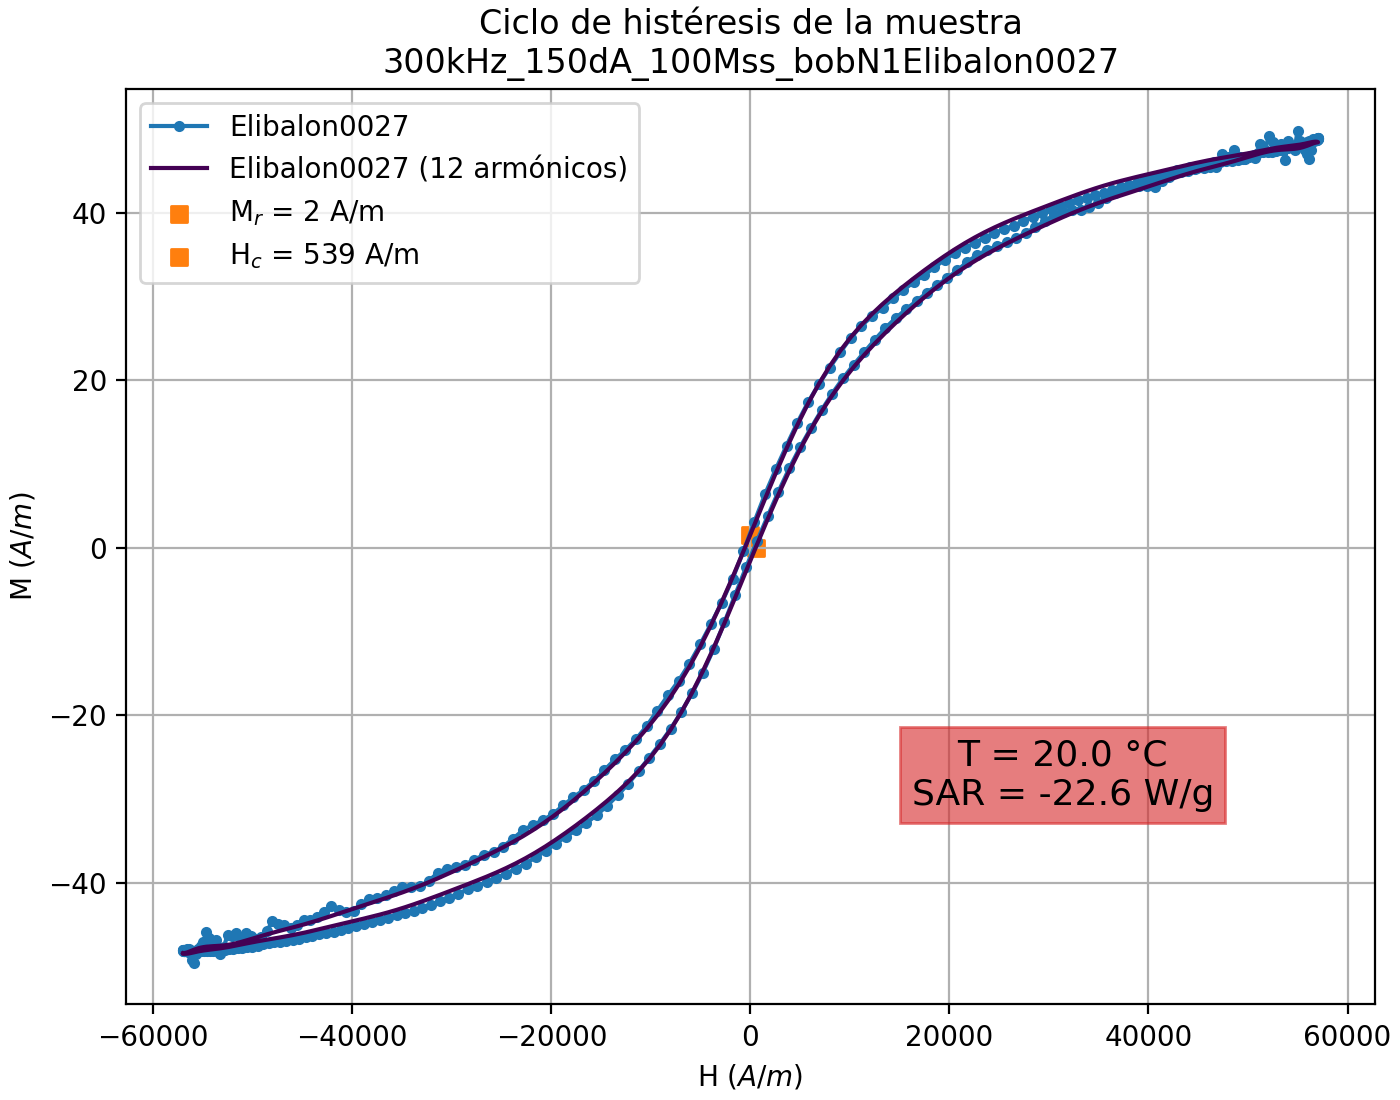 Ciclo de histéresis de la muestra
300kHz_150dA_100Mss_bobN1Elibalon0027
Elibalon0027
Elibalon0027 (12 armónicos)
Mr = 2 A/m
Hc = 539 A/m
40
20
0
−20
−40
M (A/m)
T = 20.0 °C
SAR = -22.6 W/g
−60000 −40000 −20000 0 20000 40000 60000
H (A/m)